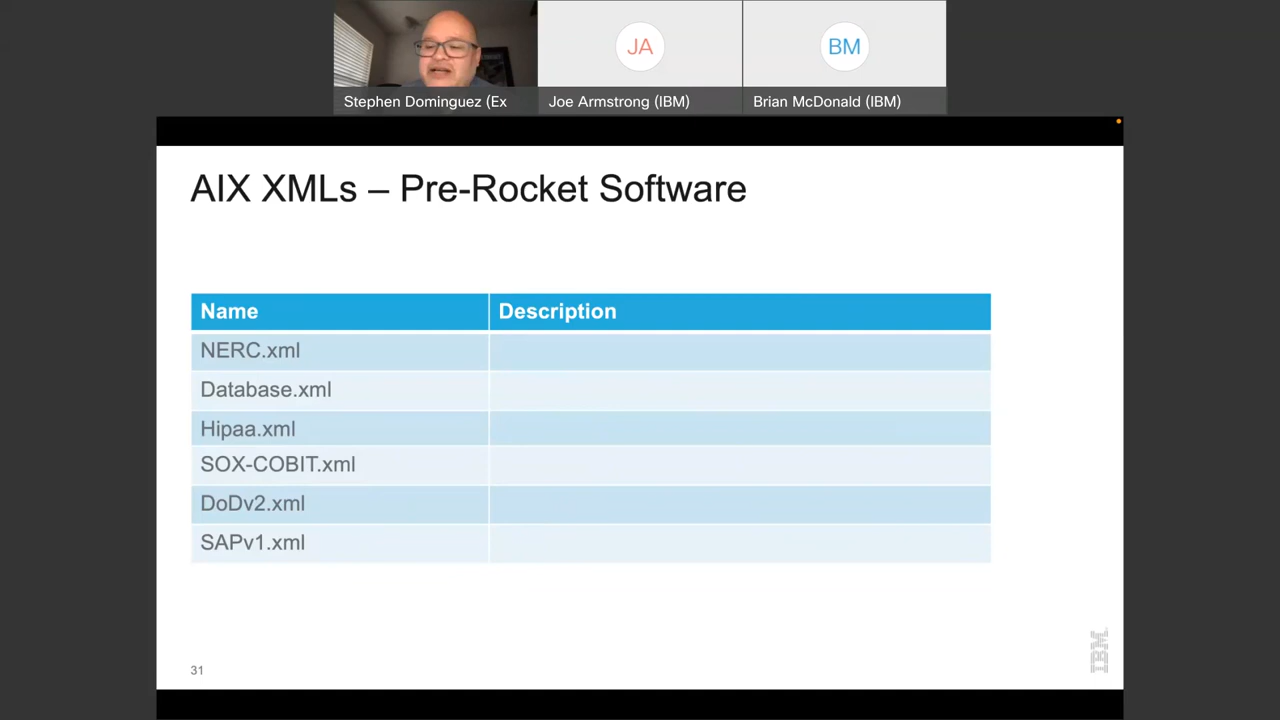 JA
BM
Stephen Dominguez (Ex
Joe Armstrong (IBM)
Brian McDonald (IBM)
AIX XMLs – Pre-Rocket Software
Name
Description
NERC.xml
Database.xml
Hipaa.xml
SOX-COBIT.xml
DoDv2.xml
SAPv1.xml
31
IBM